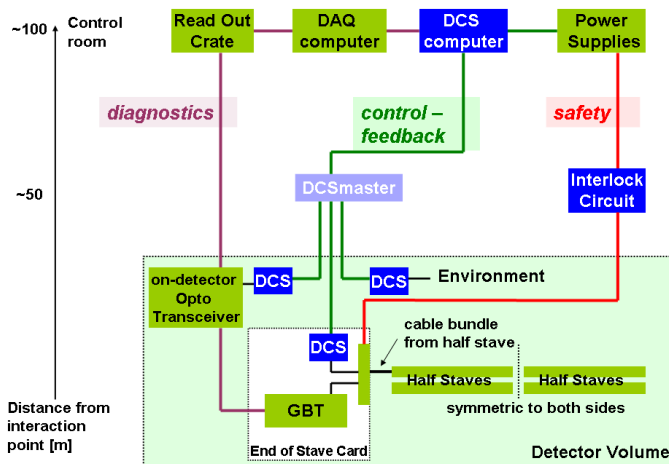 ~100
Control
room
Read Out
Crate
DAQ
computer
DCS
computer
Power
Supplies
diagnostics
control –
feedback
safety
~50
DCSmaster
Interlock
Circuit
on-detector
Opto
Transceiver
DCS
DCS
Environment
cable bundle
from half stave
DCS
Half Staves
Half Staves
symmetric to both sides
GBT
Distance from
interaction
point [m]
End of Stave Card
Detector Volume